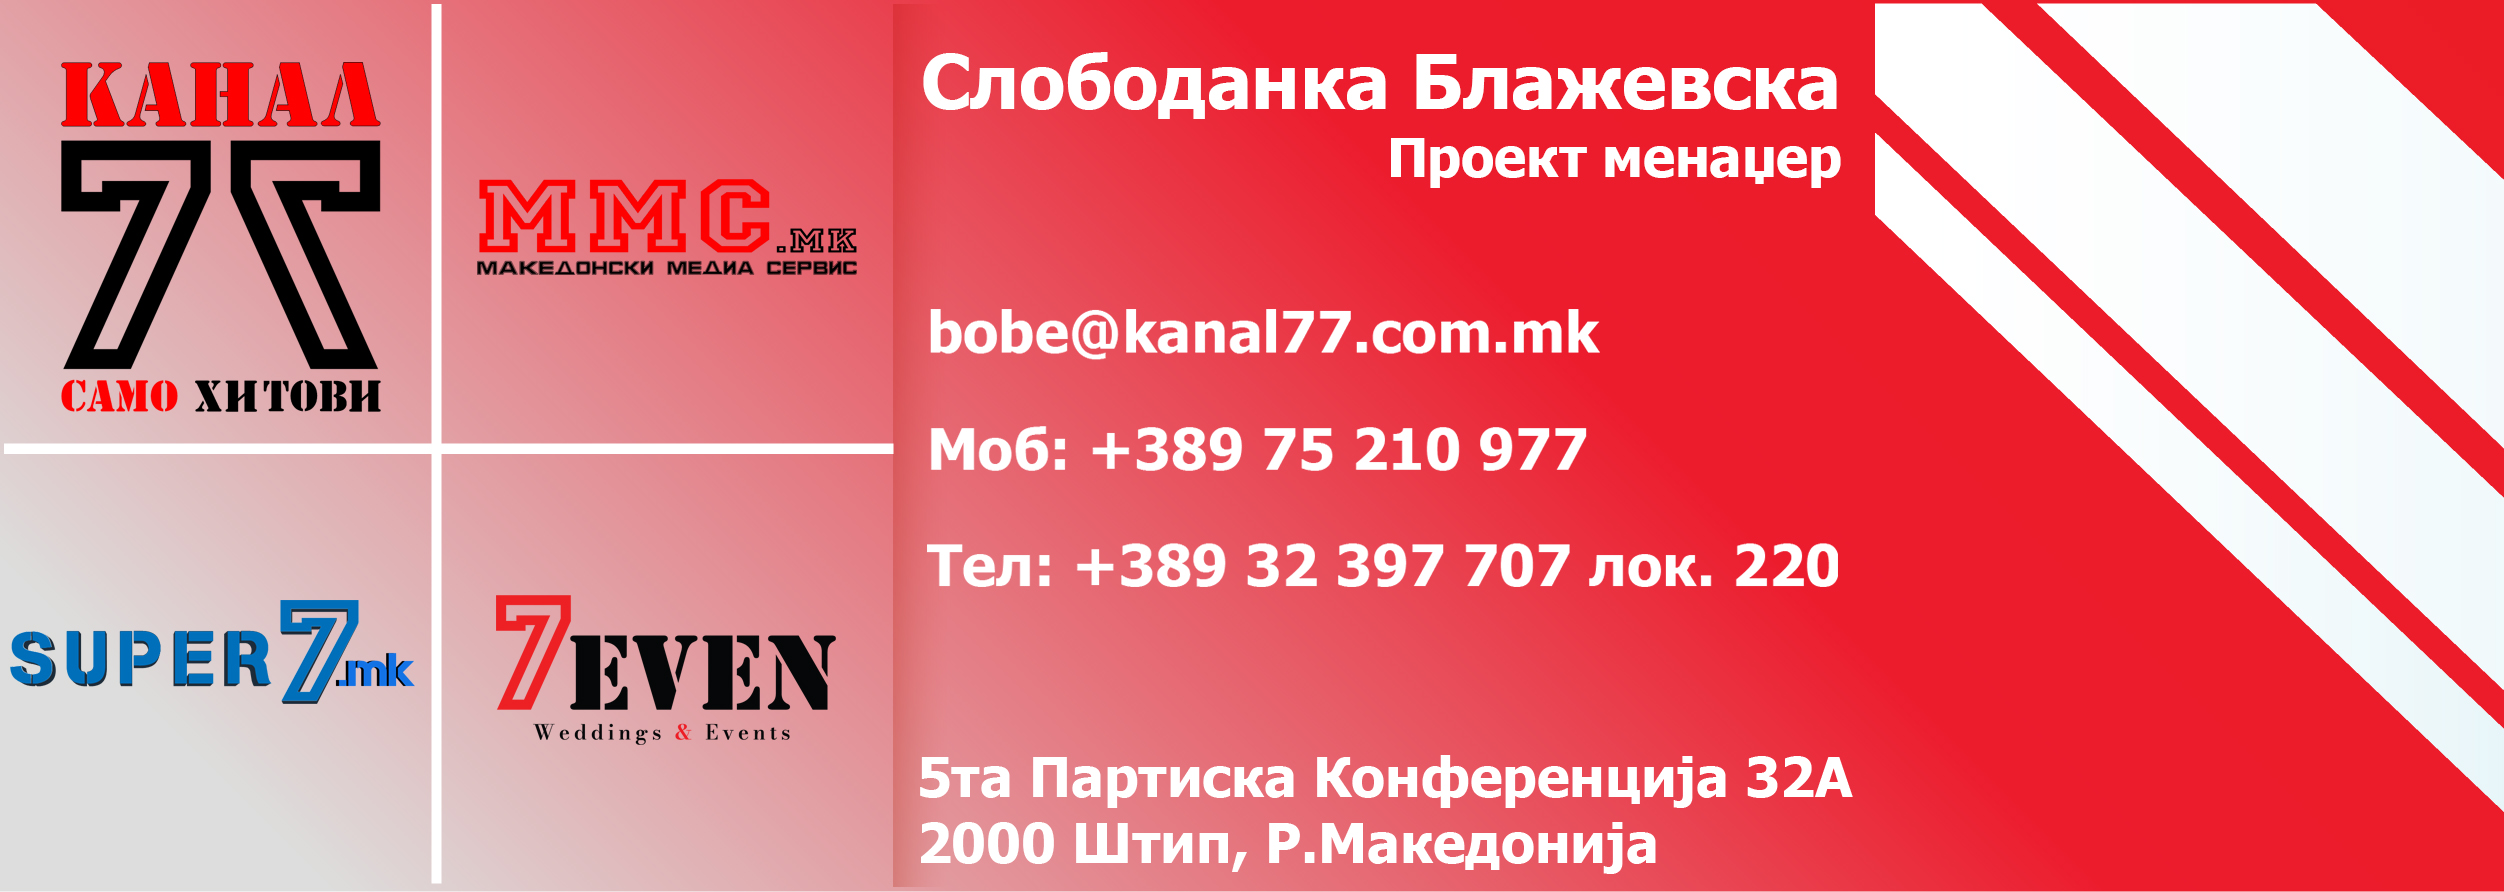 КАНАЛ
77
САМО ХИТОВИ
ММС.МК
МАКЕДОНСКИ МЕДИА СЕРВИС
SUPER7.mk
7EVEN
Weddings & Events
Слободанка Блажевска
Проект менаџер
bobe@kanal77.com.mk
Моб: +389 75 210 977
Тел: +389 32 397 707 лок. 220
5та Партиска Конференција 32А
2000 Штип, Р.Македонија